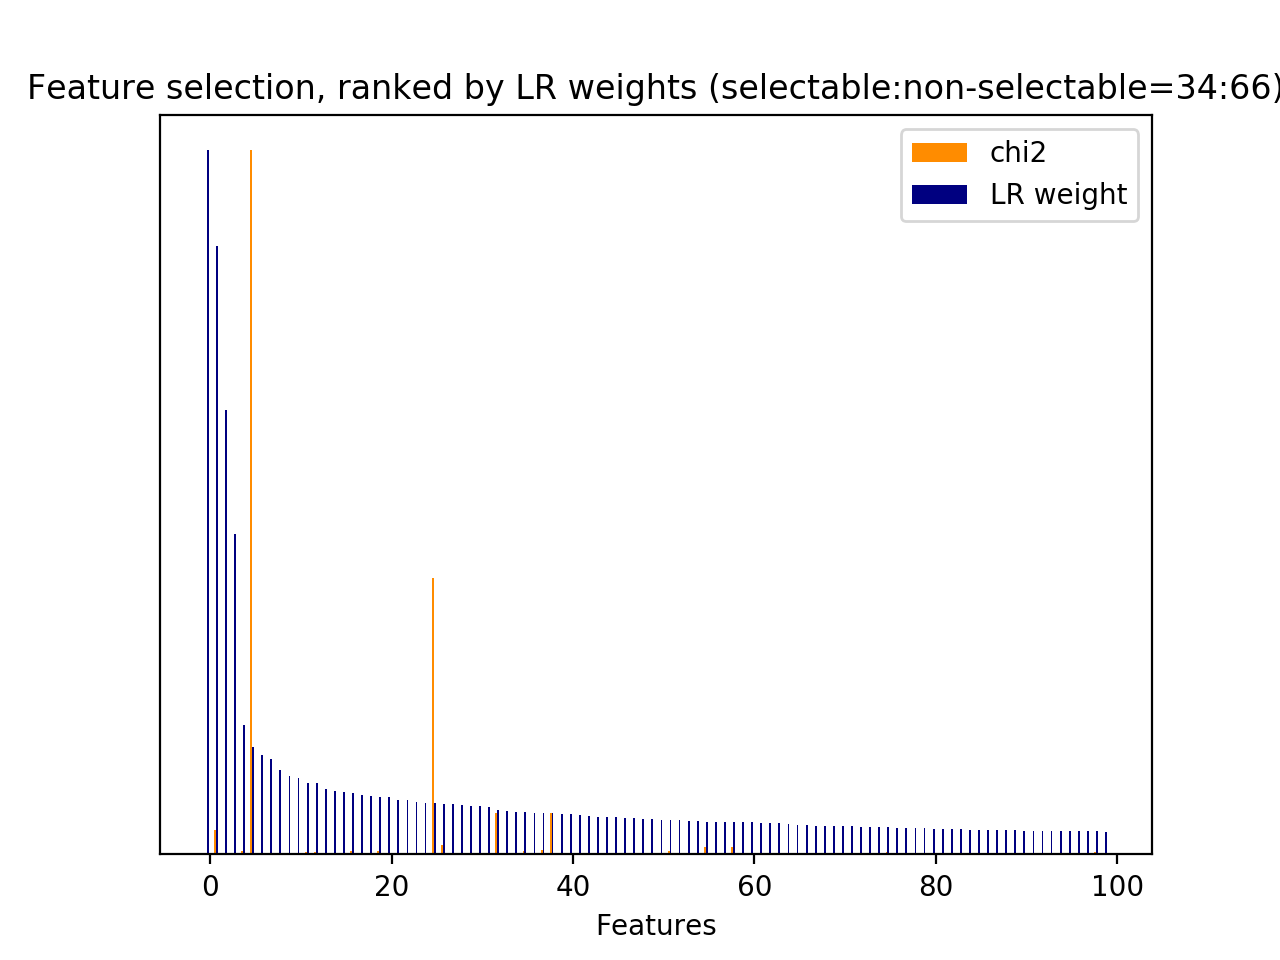 Feature selection, ranked by LR weights (selectable:non-selectable=34:66)
chi2
LR weight
0 20 40 60 80 100
Features